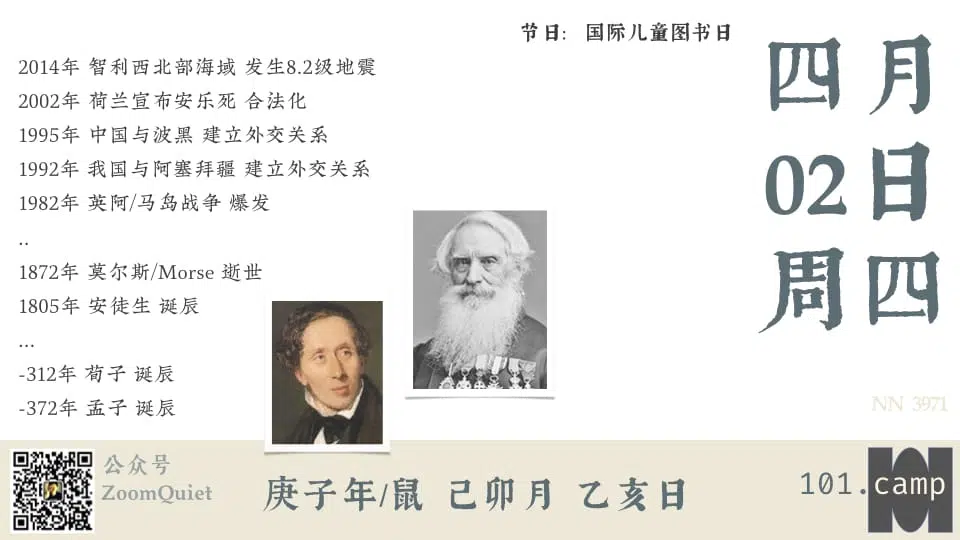 节日: 国际儿童图书日
四月
02日
周四
2014年 智利西北部海域 发生8.2级地震
2002年 荷兰宣布安乐死 合法化
1995年 中国与波黑 建立外交关系
1992年 我国与阿塞拜疆 建立外交关系
1982年 英阿/马岛战争 爆发
..
1872年 莫尔斯/Morse 逝世
1805年 安徒生 诞辰
...
-312年 荀子 诞辰
-372年 孟子 诞辰
NN 3971
公众号
ZoomQuiet
庚子年/鼠 己卯月 乙亥日
101.camp